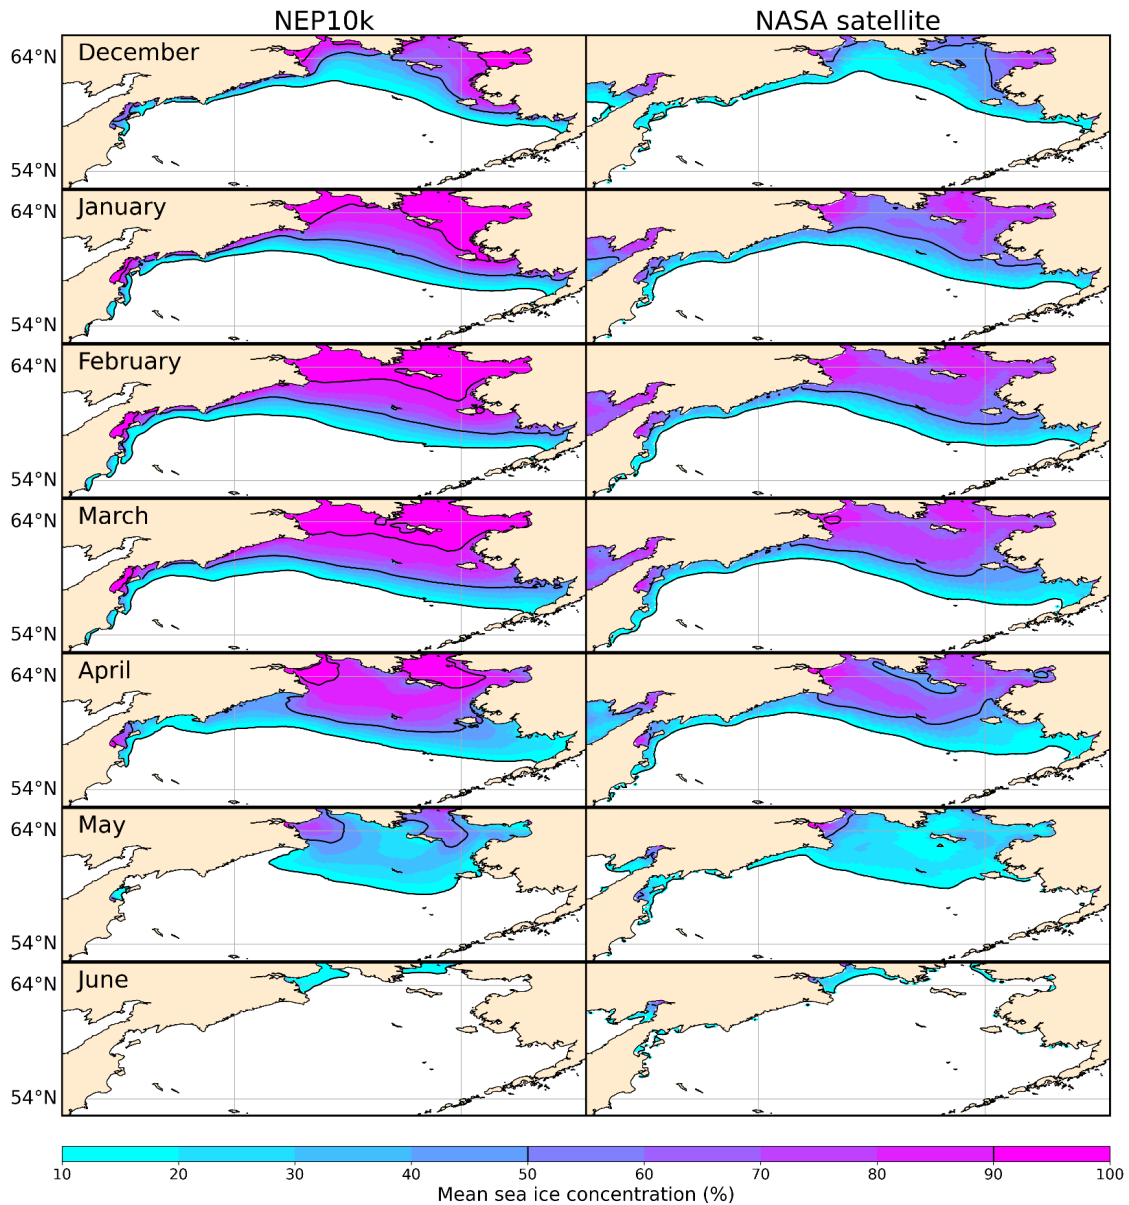 NEP10k NASA satellite
December
64°N
54°N
January
64°N
54°N
February
64°N
54°N
March
64°N
54°N
April
64°N
54°N
May
64°N
54°N
June
64°N
54°N
10 20 30 40 50 60 70 80 90 100
Mean sea ice concentration (%)